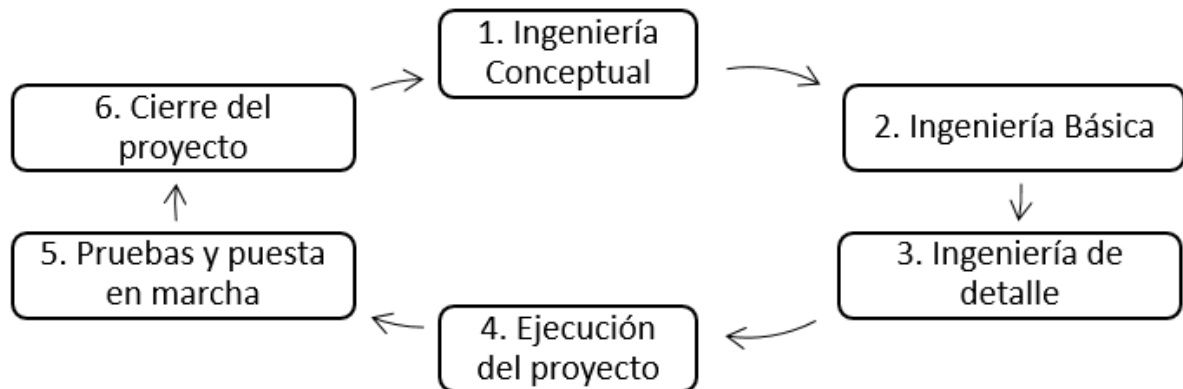 1. Ingeniería
Conceptual
2. Ingeniería Básica
3. Ingeniería de
detalle
4. Ejecución
del proyecto
5. Pruebas y puesta
en marcha
6. Cierre del
proyecto